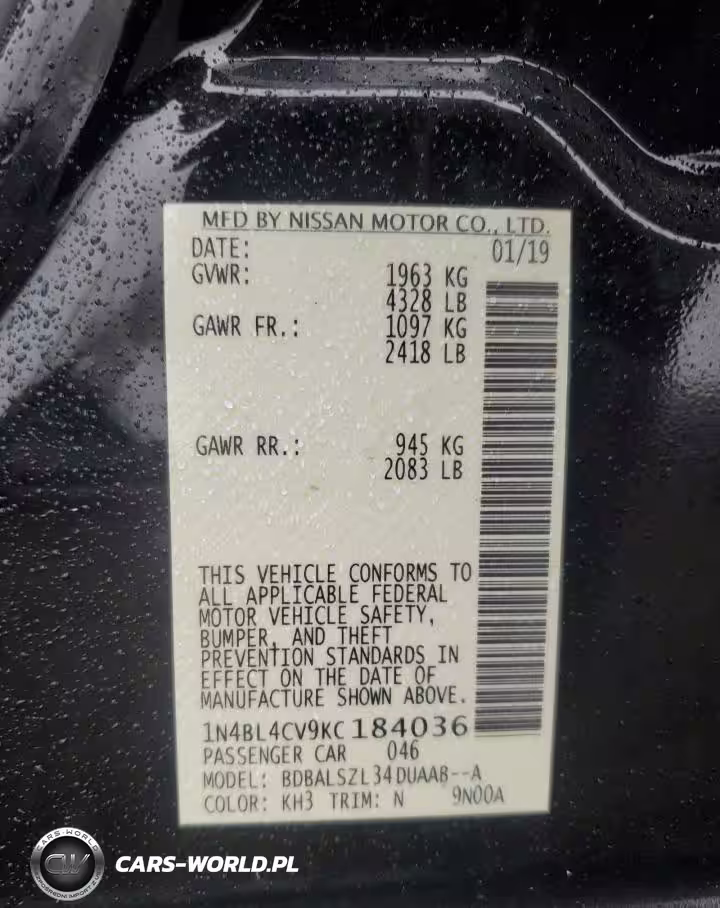 MFD BY NISSAN MOTOR CO., LTD.
DATE: 01/19
GVWR: 1963 KG
4328 LB
GAWR FR.: 1097 KG
2418 LB
GAWR RR.: 945 KG
2083 LB
THIS VEHICLE CONFORMS TO
ALL APPLICABLE FEDERAL
MOTOR VEHICLE SAFETY,
BUMPER, AND THEFT
PREVENTION STANDARDS IN
EFFECT ON THE DATE OF
MANUFACTURE SHOWN ABOVE.
1N4BL4CV9KC184036
PASSENGER CAR 046
MODEL: BDBALSZL34DUAAB--A
COLOR: KH3 TRIM: N 9N00A
CARS-WORLD
CARS-WORLD.PL